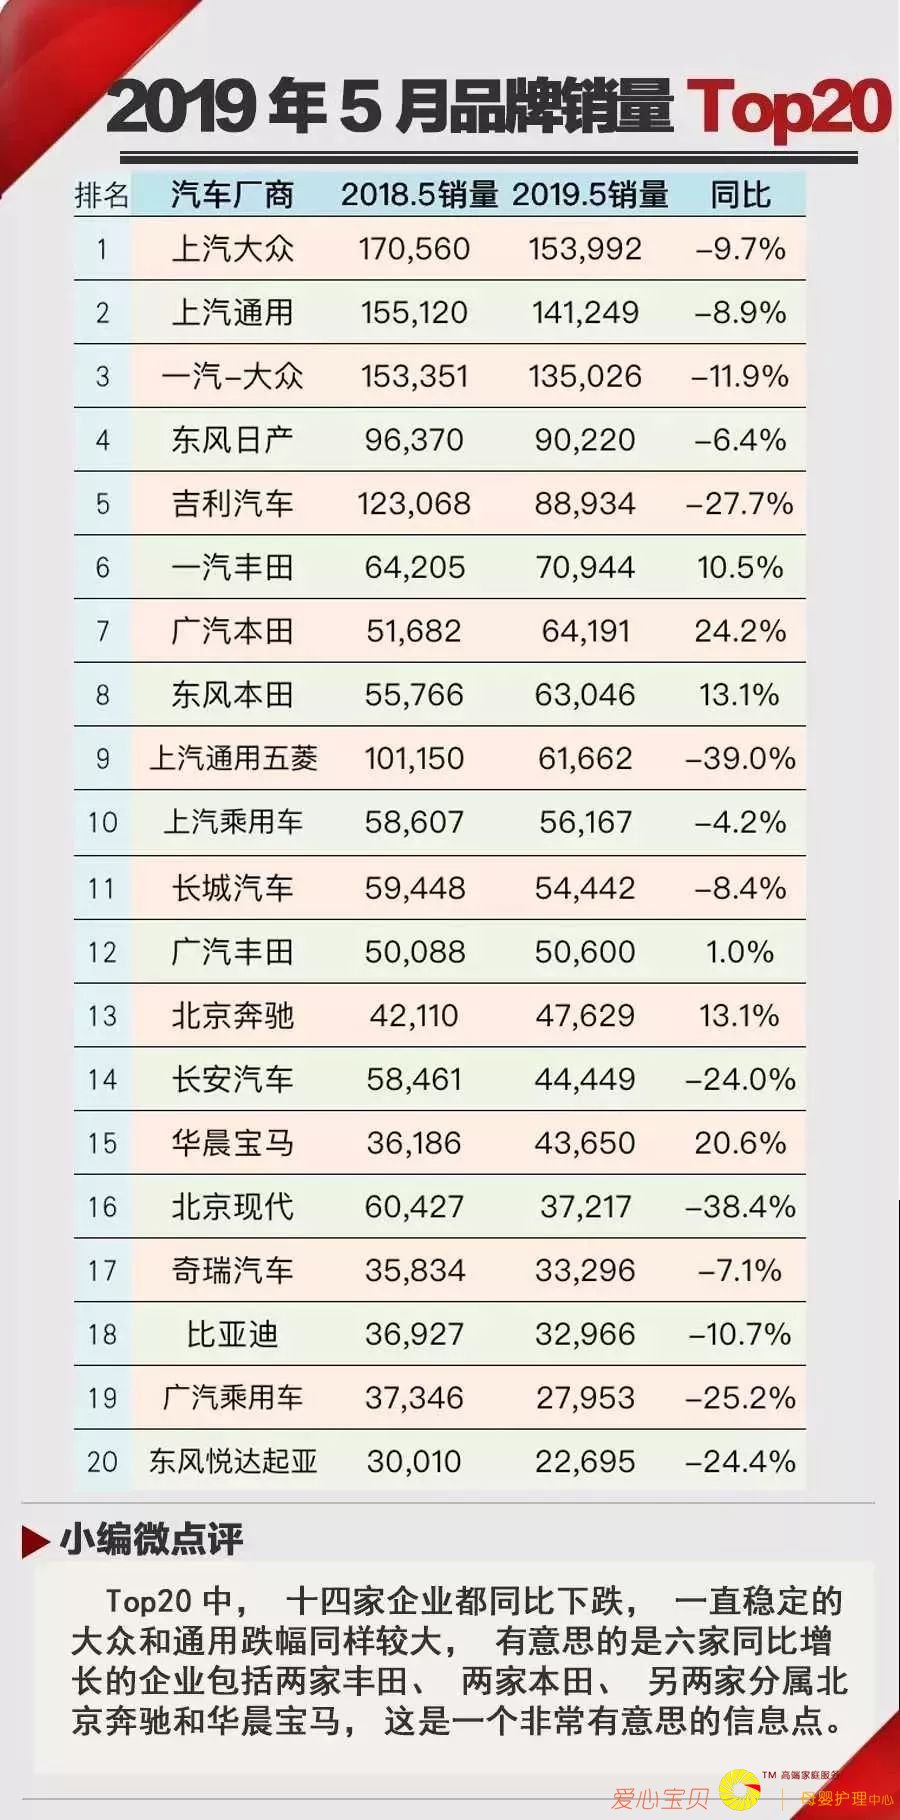 2019年5月品牌销量 Top20
排名 汽车厂商 2018.5销量 2019.5销量 同比
1 上汽大众 170,560 153,992 -9.7%
2 上汽通用 155,120 141,249 -8.9%
3 一汽-大众 153,351 135,026 -11.9%
4 东风日产 96,370 90,220 -6.4%
5 吉利汽车 123,068 88,934 -27.7%
6 一汽丰田 64,205 70,944 10.5%
7 广汽本田 51,682 64,191 24.2%
8 东风本田 55,766 63,046 13.1%
9 上汽通用五菱 101,150 61,662 -39.0%
10 上汽乘用车 58,607 56,167 -4.2%
11 长城汽车 59,448 54,442 -8.4%
12 广汽丰田 50,088 50,600 1.0%
13 北京奔驰 42,110 47,629 13.1%
14 长安汽车 58,461 44,449 -24.0%
15 华晨宝马 36,186 43,650 20.6%
16 北京现代 60,427 37,217 -38.4%
17 奇瑞汽车 35,834 33,296 -7.1%
18 比亚迪 36,927 32,966 -10.7%
19 广汽乘用车 37,346 27,953 -25.2%
20 东风悦达起亚 30,010 22,695 -24.4%
小编微点评
Top20中，十四家企业都同比下跌，一直稳定的
大众和通用跌幅同样较大，有意思的是六家同比增
长的企业包括两家丰田、两家本田、另两家分属北
京奔驰和华晨宝马，这是一个非常有意思的信息点。
TM 高端家庭服务
爱心宝贝 | 母婴护理中心